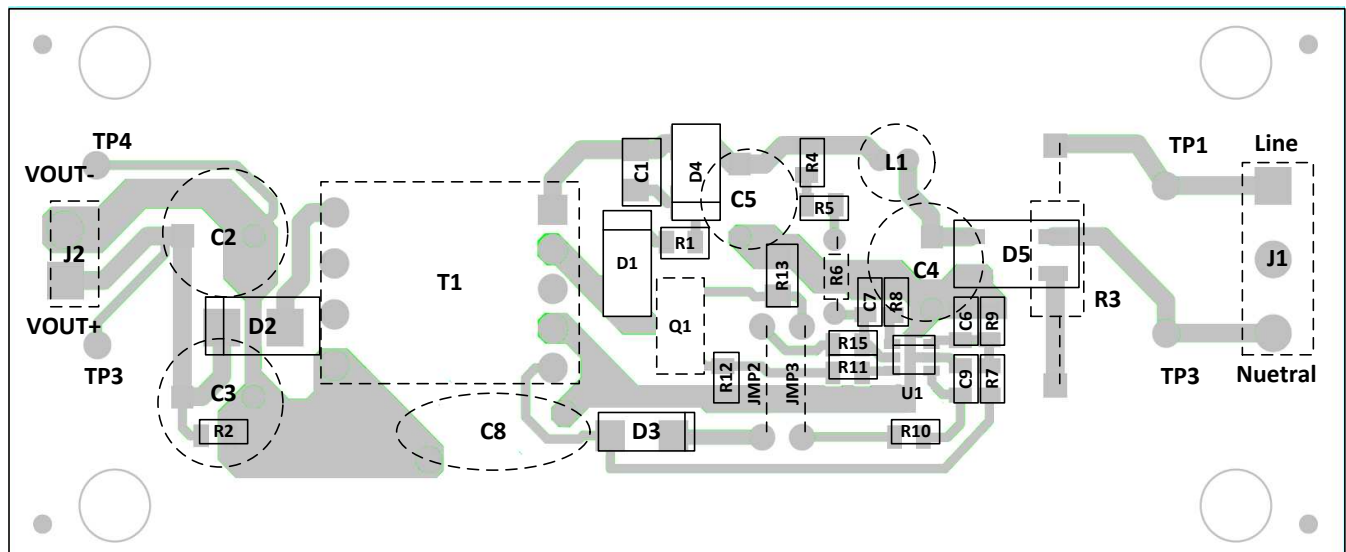 TP4
TP1
Line
VOUT-
C1
D4
R4
L1
C5
R5
C2
J2
R1
D1
D5
J1
C4
T1
R13
R6
R3
VOUT+
D2
Q1
C7
R8
C6
R9
TP3
R15
R11
TP3
Nuetral
C3
R12
JMP2
JMP3
U1
C9
R7
R2
C8
D3
R10